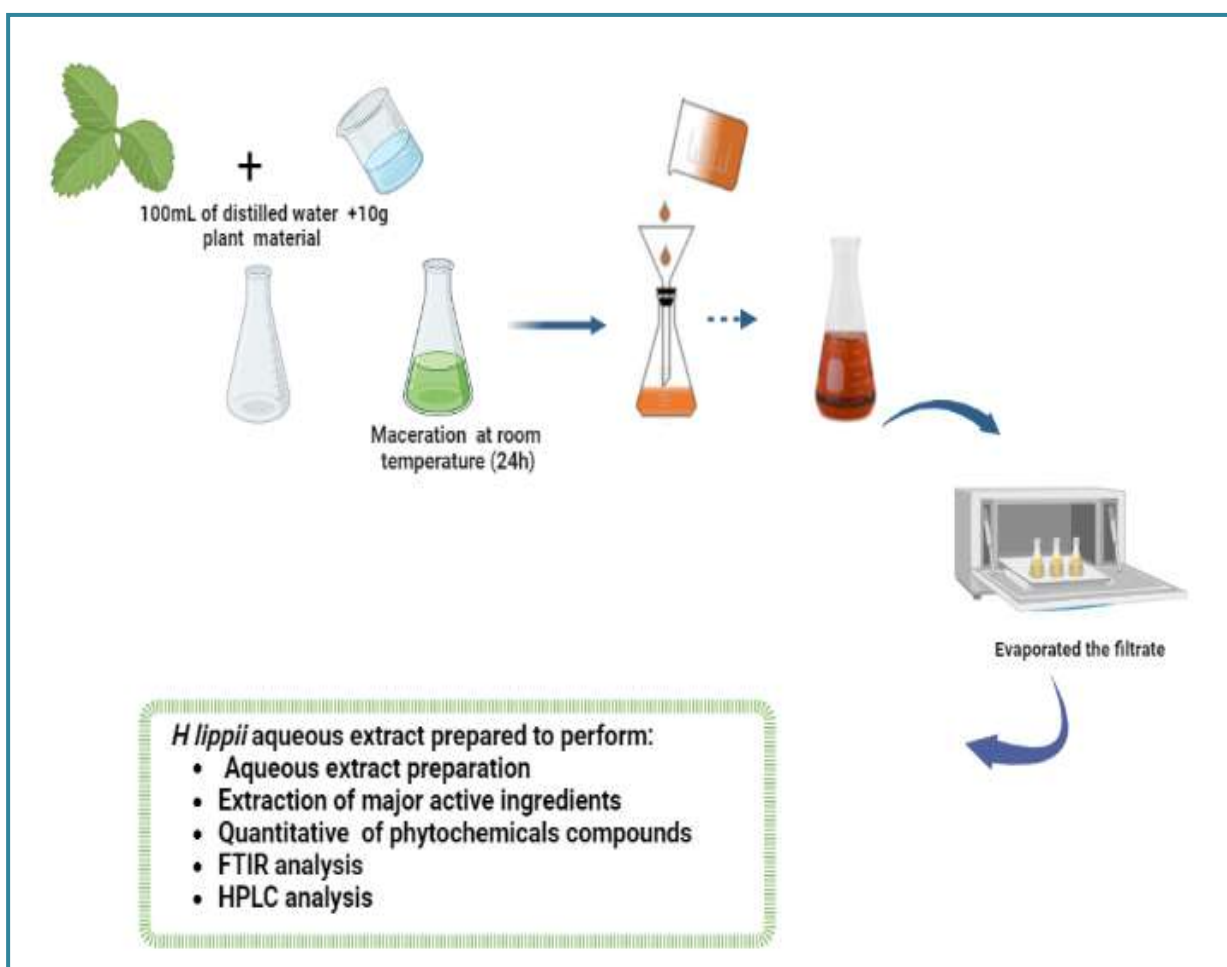 +
100mL of distilled water +10g
plant material
Maceration at room
temperature (24h)
Evaporated the filtrate
H lippii aqueous extract prepared to perform:
• Aqueous extract preparation
• Extraction of major active ingredients
• Quantitative of phytochemicals compounds
• FTIR analysis
• HPLC analysis